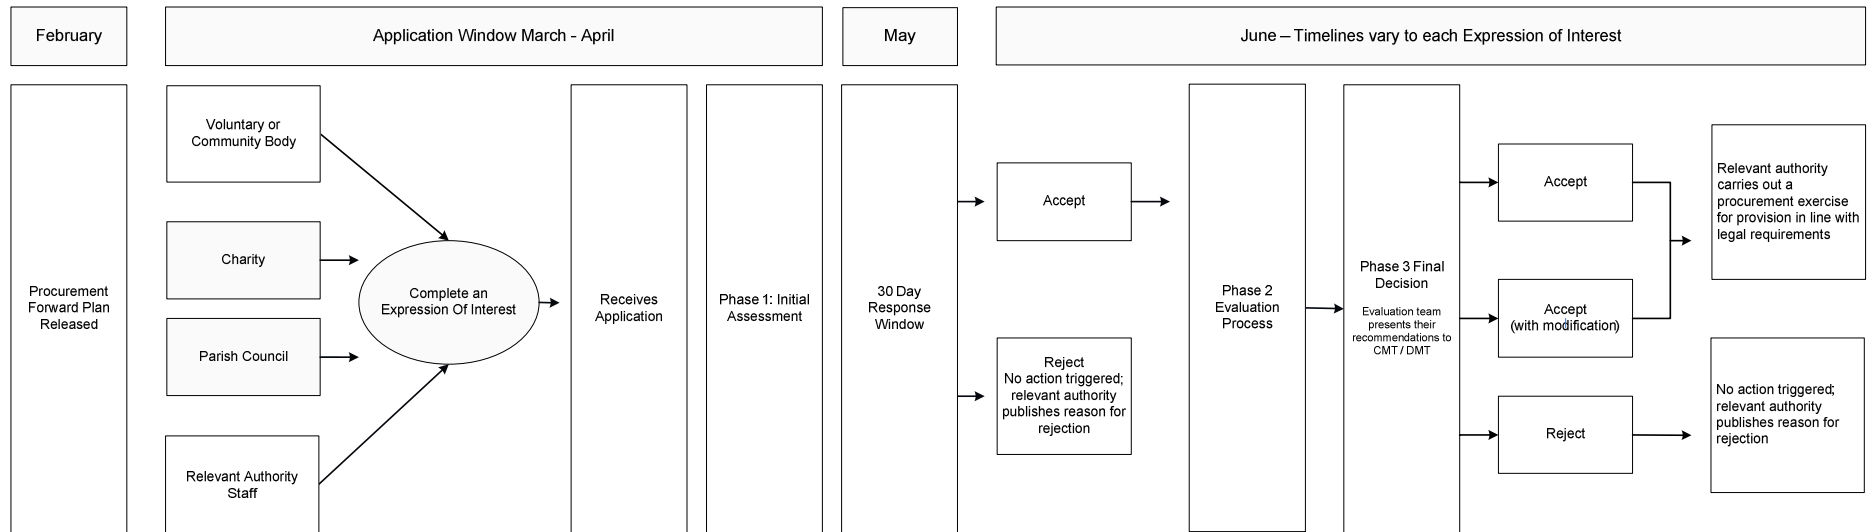 February
Application Window March - April
May
June – Timelines vary to each Expression of Interest
Procurement
Forward Plan
Released
Voluntary or
Community Body
Charity
Parish Council
Relevant Authority
Staff
Complete an
Expression Of Interest
Receives
Application
Phase 1: Initial
Assessment
30 Day
Response
Window
Accept
Reject
No action triggered;
relevant authority
publishes reason for
rejection
Phase 2
Evaluation
Process
Phase 3 Final
Decision
Evaluation team
presents their
recommendations to
CMT / DMT
Accept
Accept
(with modification)
Reject
Relevant authority
carries out a
procurement exercise
for provision in line with
legal requirements
No action triggered;
relevant authority
publishes reason for
rejection